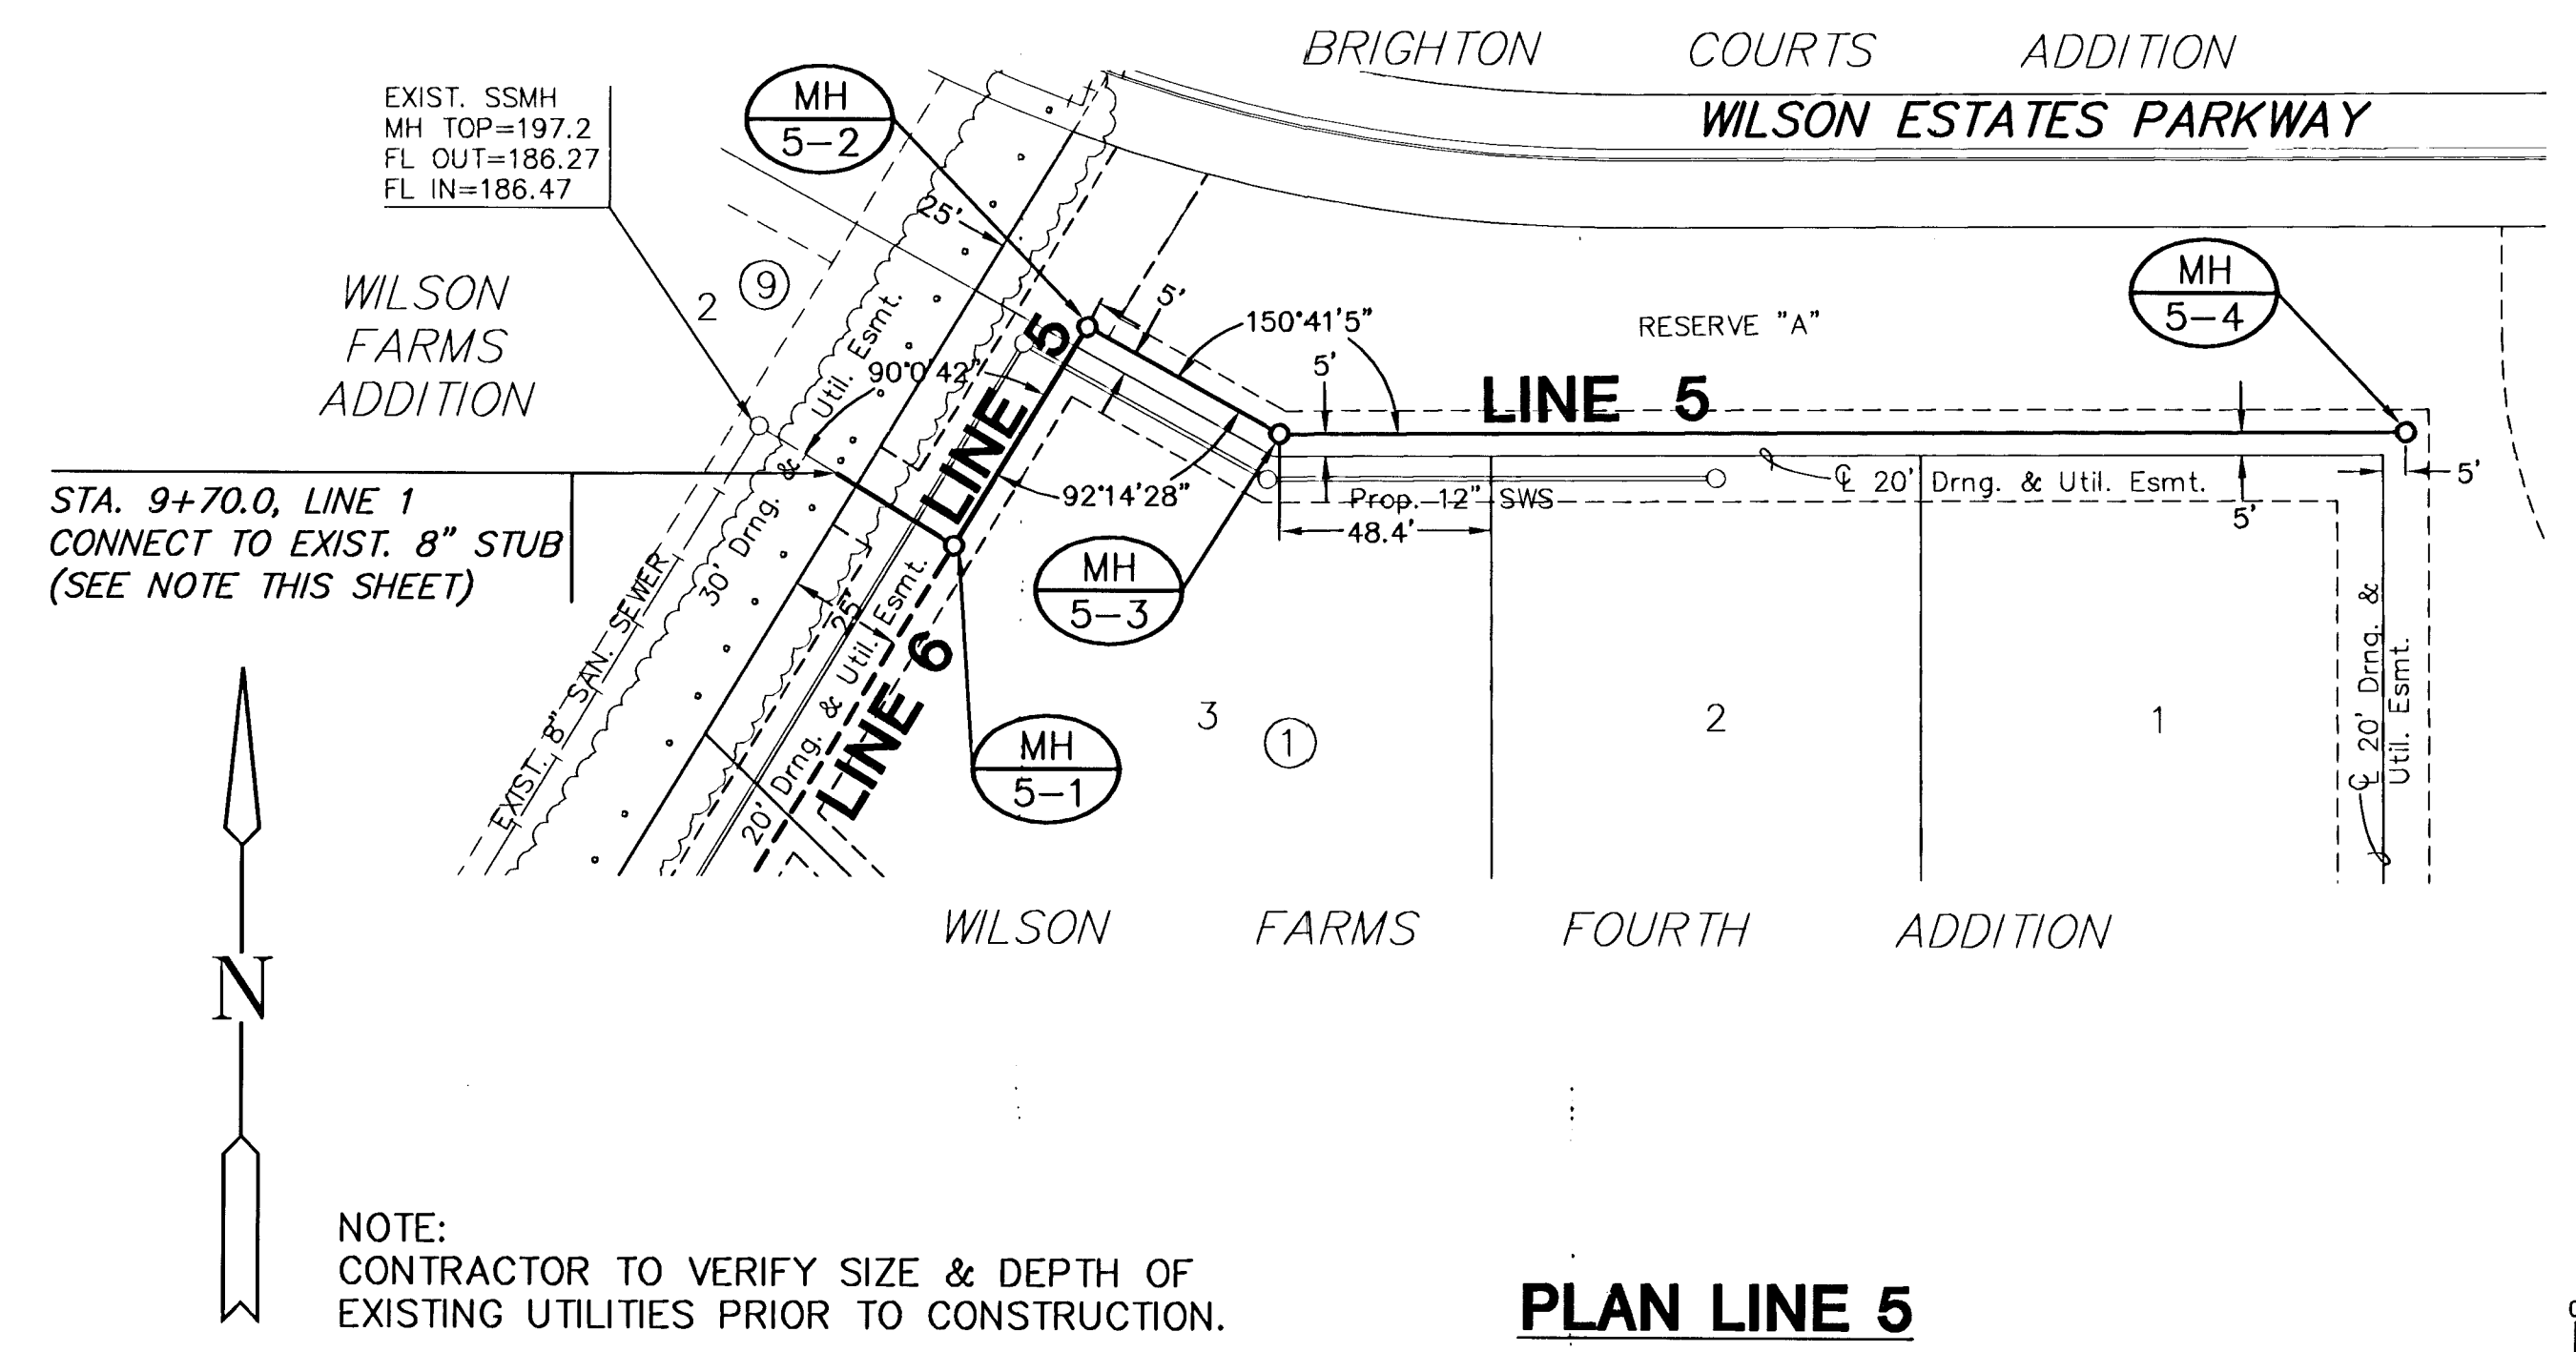 BRIGHTON COURTS ADDITION
WILSON ESTATES PARKWAY
EXIST. SSMH
MH TOP=197.2
FL OUT=186.27
FL IN=186.47
MH
5-2
25'
WILSON
FARMS
ADDITION
2
9
30' Drng. & Util. Esmt.
90°0'42"
LINE 5
5'
150°41'5"
5'
RESERVE "A"
MH
5-4
LINE 5
STA. 9+70.0, LINE 1
CONNECT TO EXIST. 8" STUB
(SEE NOTE THIS SHEET)
92°14'28"
Prop. 12" SWS
48.4'
℄ 20' Drng. & Util. Esmt.
5'
5'
MH
5-3
EXIST. 8" SAN. SEWER
25'
20' Drng. & Util. Esmt.
LINE 6
MH
5-1
3
1
2
1
℄ 20' Drng. &
Util. Esmt.
WILSON FARMS FOURTH ADDITION
N
NOTE:
CONTRACTOR TO VERIFY SIZE & DEPTH OF
EXISTING UTILITIES PRIOR TO CONSTRUCTION.
PLAN LINE 5